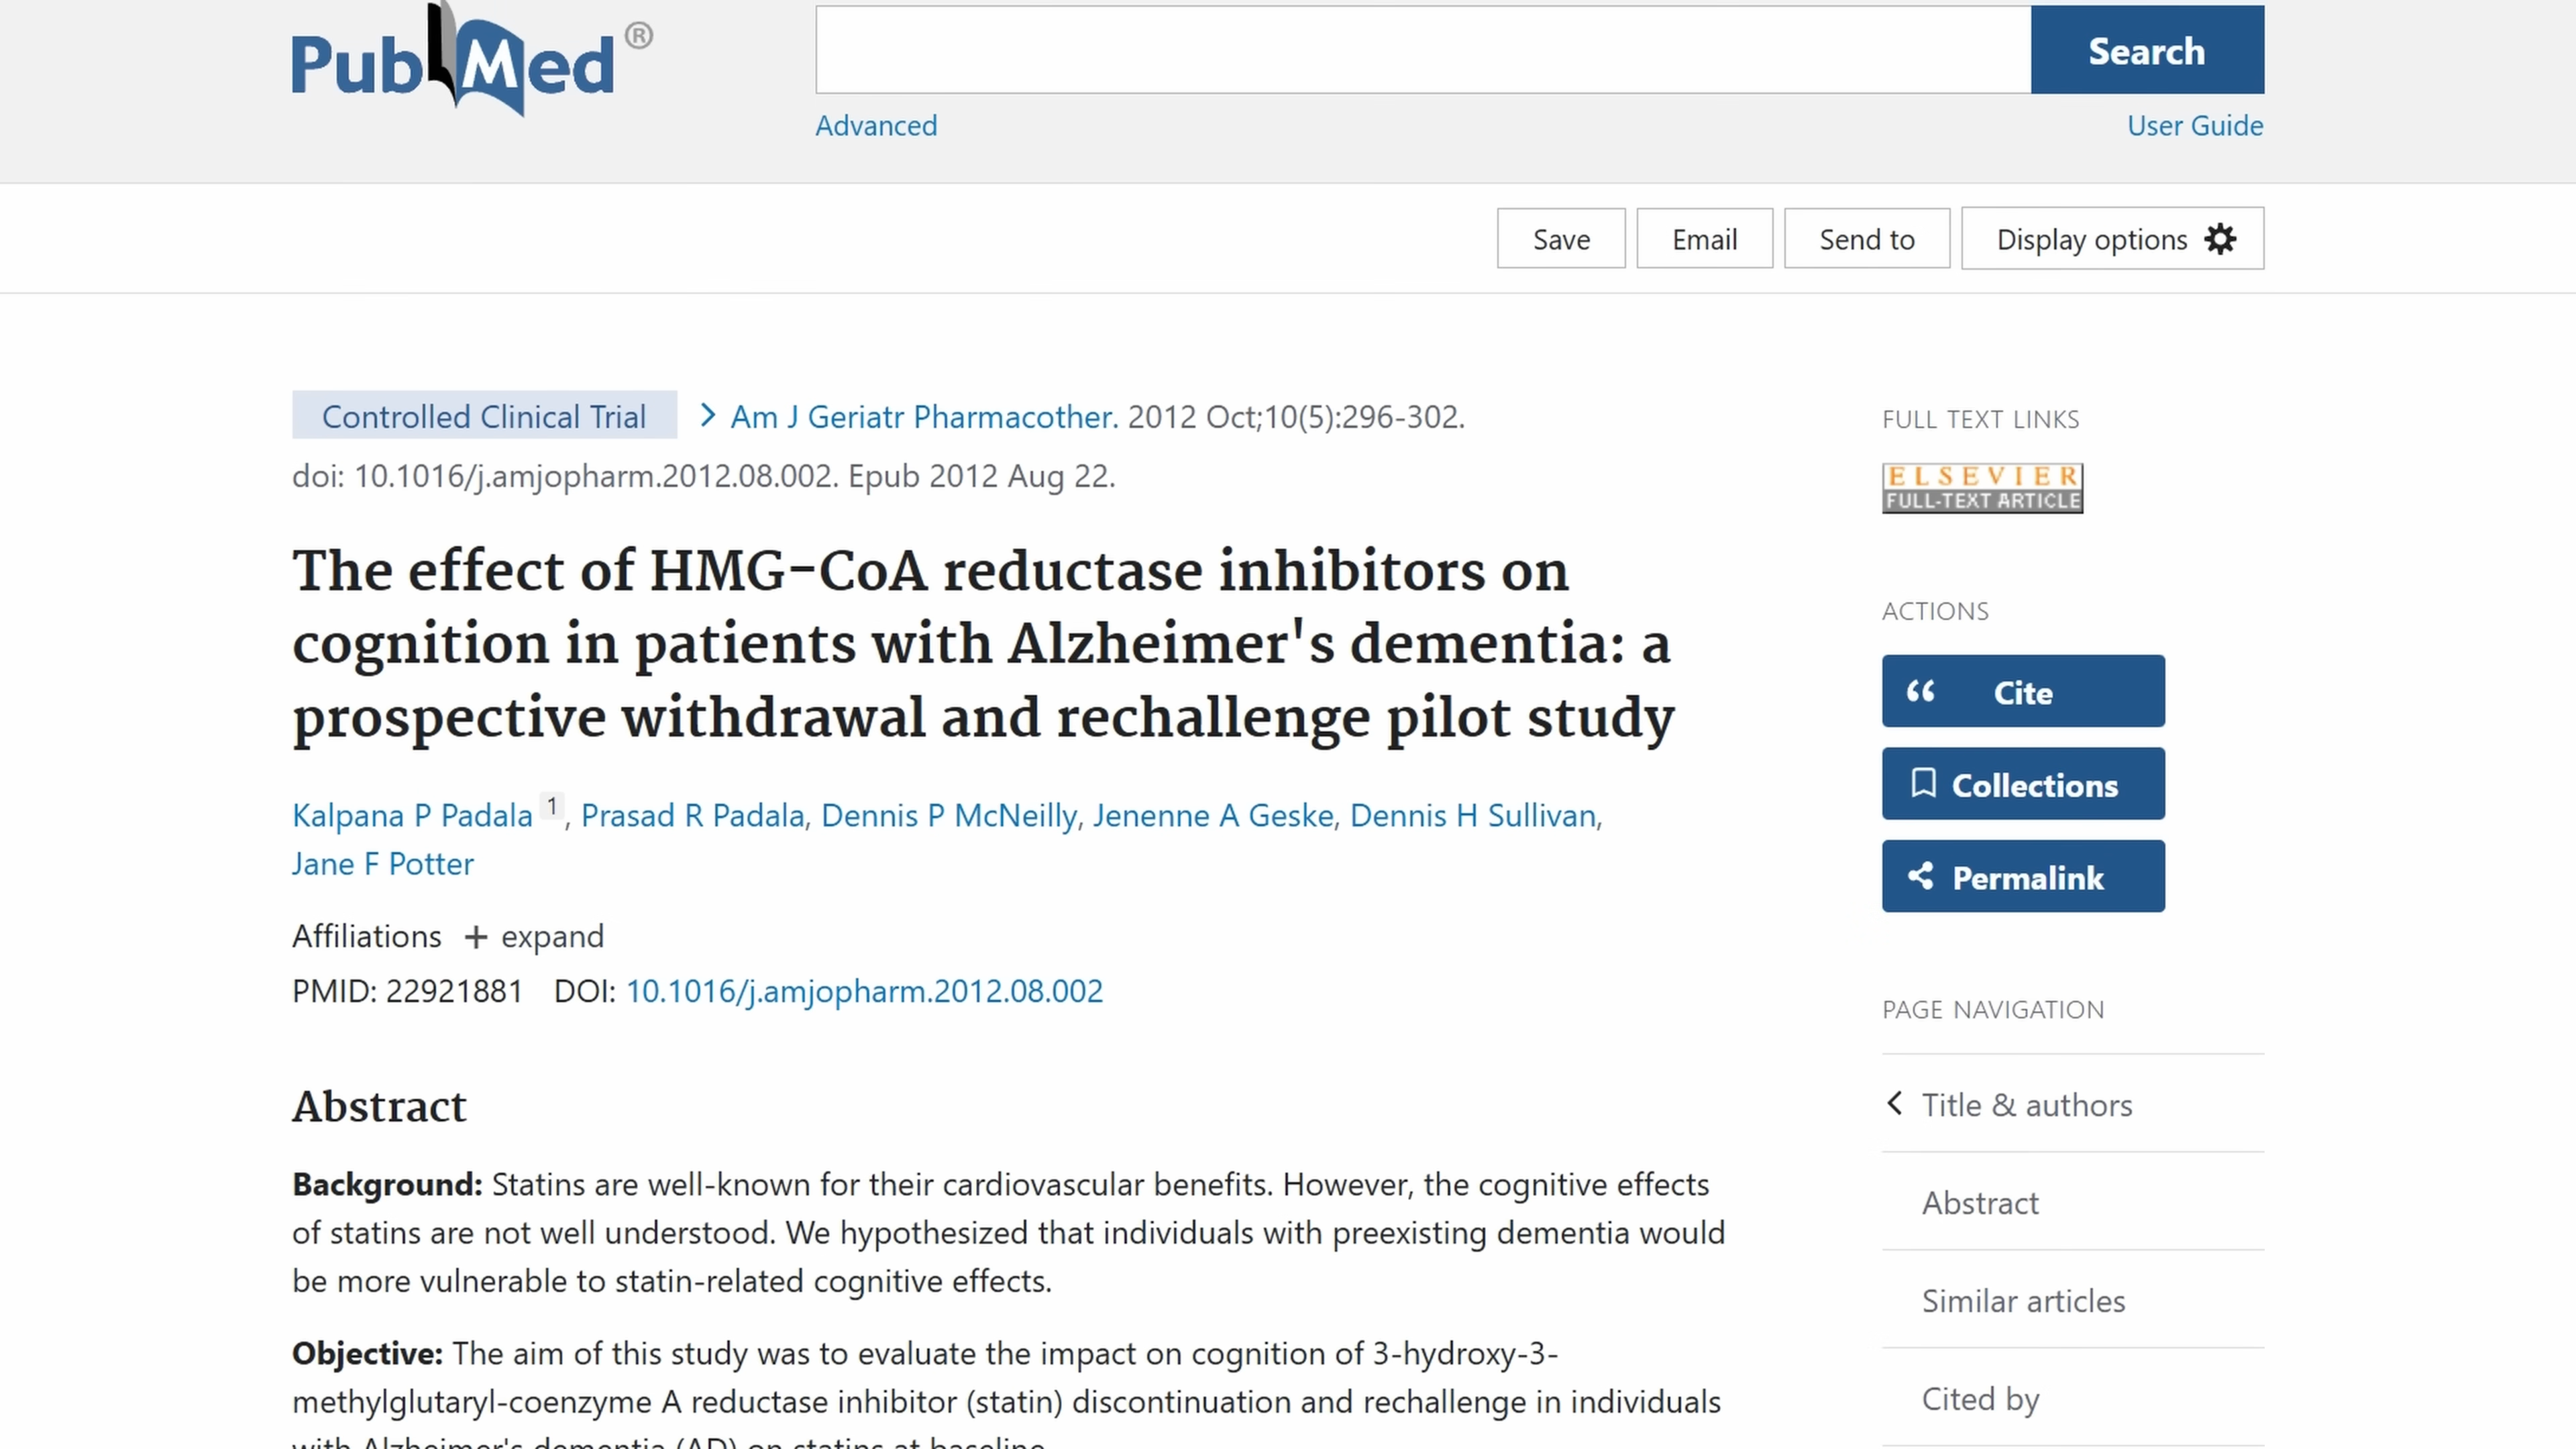 PubMed ®
Search
Advanced
User Guide
Save
Email
Send to
Display options
Controlled Clinical Trial > Am J Geriatr Pharmacother. 2012 Oct;10(5):296-302.
doi: 10.1016/j.amjopharm.2012.08.002. Epub 2012 Aug 22.
The effect of HMG-CoA reductase inhibitors on
cognition in patients with Alzheimer's dementia: a
prospective withdrawal and rechallenge pilot study
Kalpana P Padala 1, Prasad R Padala, Dennis P McNeilly, Jenenne A Geske, Dennis H Sullivan,
Jane F Potter
Affiliations + expand
PMID: 22921881 DOI: 10.1016/j.amjopharm.2012.08.002
Abstract
Background: Statins are well-known for their cardiovascular benefits. However, the cognitive effects
of statins are not well understood. We hypothesized that individuals with preexisting dementia would
be more vulnerable to statin-related cognitive effects.
Objective: The aim of this study was to evaluate the impact on cognition of 3-hydroxy-3-
methylglutaryl-coenzyme A reductase inhibitor (statin) discontinuation and rechallenge in individuals
with Alzheimer's dementia (AD) on statins at baseline
FULL TEXT LINKS
ELSEVIER
FULL-TEXT ARTICLE
ACTIONS
Cite
Collections
Permalink
PAGE NAVIGATION
Title & authors
Abstract
Similar articles
Cited by